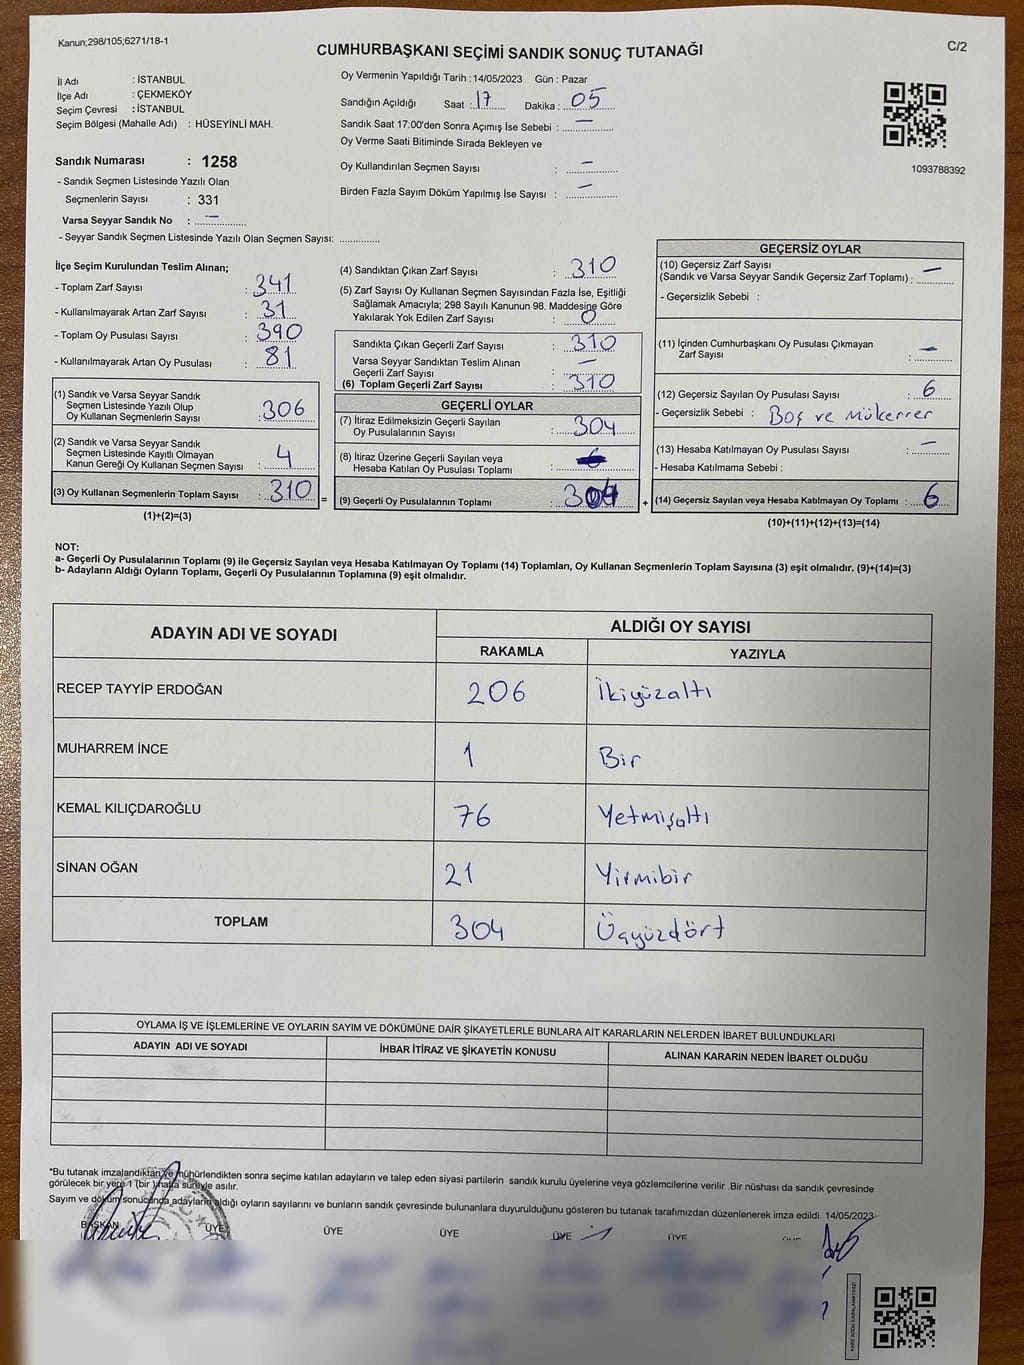 Kanun;298/105;6271/18-1
C/2
CUMHURBAŞKANI SEÇİMİ SANDIK SONUÇ TUTANAĞI
İl Adı : İSTANBUL
İlçe Adı : ÇEKMEKÖY
Seçim Çevresi : İSTANBUL
Seçim Bölgesi (Mahalle Adı) : HÜSEYİNLİ MAH.
Sandık Numarası : 1258
- Sandık Seçmen Listesinde Yazılı Olan
Seçmenlerin Sayısı : 331
Varsa Seyyar Sandık No : —
- Seyyar Sandık Seçmen Listesinde Yazılı Olan Seçmen Sayısı: ............
Oy Vermenin Yapıldığı Tarih : 14/05/2023 Gün : Pazar
Sandığın Açıldığı Saat : 17 Dakika : 05
Sandık Saat 17:00'den Sonra Açımış İse Sebebi : —
Oy Verme Saati Bitiminde Sırada Bekleyen ve
Oy Kullandırılan Seçmen Sayısı : —
Birden Fazla Sayım Döküm Yapılmış İse Sayısı : —
1093788392
İlçe Seçim Kurulundan Teslim Alınan;
- Toplam Zarf Sayısı : 341
- Kullanılmayarak Artan Zarf Sayısı : 31
- Toplam Oy Pusulası Sayısı : 390
- Kullanılmayarak Artan Oy Pusulası : 81
(1) Sandık ve Varsa Seyyar Sandık
Seçmen Listesinde Yazılı Olup
Oy Kullanan Seçmenlerin Sayısı : 306
(2) Sandık ve Varsa Seyyar Sandık
Seçmen Listesinde Kayıtlı Olmayan
Kanun Gereği Oy Kullanan Seçmen Sayısı : 4
(3) Oy Kullanan Seçmenlerin Toplam Sayısı : 310 =
(1)+(2)=(3)
(4) Sandıktan Çıkan Zarf Sayısı : 310
(5) Zarf Sayısı Oy Kullanan Seçmen Sayısından Fazla İse, Eşitliği
Sağlamak Amacıyla; 298 Sayılı Kanunun 98. Maddesine Göre
Yakılarak Yok Edilen Zarf Sayısı : 0
Sandıkta Çıkan Geçerli Zarf Sayısı : 310
Varsa Seyyar Sandıktan Teslim Alınan
Geçerli Zarf Sayısı : —
(6) Toplam Geçerli Zarf Sayısı : 310
GEÇERLİ OYLAR
(7) İtiraz Edilmeksizin Geçerli Sayılan
Oy Pusulalarının Sayısı : 304
(8) İtiraz Üzerine Geçerli Sayılan veya
Hesaba Katılan Oy Pusulası Toplamı :
(9) Geçerli Oy Pusulalarının Toplamı : 304 +
GEÇERSİZ OYLAR
(10) Geçersiz Zarf Sayısı
(Sandık ve Varsa Seyyar Sandık Geçersiz Zarf Toplamı) : —
- Geçersizlik Sebebi :
(11) İçinden Cumhurbaşkanı Oy Pusulası Çıkmayan
Zarf Sayısı : —
(12) Geçersiz Sayılan Oy Pusulası Sayısı : 6
- Geçersizlik Sebebi : Boş ve Mükerrer
(13) Hesaba Katılmayan Oy Pusulası Sayısı : —
- Hesaba Katılmama Sebebi :
(14) Geçersiz Sayılan veya Hesaba Katılmayan Oy Toplamı : 6
(10)+(11)+(12)+(13)=(14)
NOT:
a- Geçerli Oy Pusulalarının Toplamı (9) ile Geçersiz Sayılan veya Hesaba Katılmayan Oy Toplamı (14) Toplamları, Oy Kullanan Seçmenlerin Toplam Sayısına (3) eşit olmalıdır. (9)+(14)=(3)
b- Adayların Aldığı Oyların Toplamı, Geçerli Oy Pusulalarının Toplamına (9) eşit olmalıdır.
ADAYIN ADI VE SOYADI ALDIĞI OY SAYISI
RAKAMLA YAZIYLA
RECEP TAYYİP ERDOĞAN 206 İkiyüzaltı
MUHARREM İNCE 1 Bir
KEMAL KILIÇDAROĞLU 76 Yetmişaltı
SİNAN OĞAN 21 Yirmibir
TOPLAM 304 Üçyüzdört
OYLAMA İŞ VE İŞLEMLERİNE VE OYLARIN SAYIM VE DÖKÜMÜNE DAİR ŞİKAYETLERLE BUNLARA AİT KARARLARIN NELERDEN İBARET BULUNDUKLARI
ADAYIN ADI VE SOYADI İHBAR İTİRAZ VE ŞİKAYETİN KONUSU ALINAN KARARIN NEDEN İBARET OLDUĞU
*Bu tutanak imzalandıktan ve mühürlendikten sonra seçime katılan adayların ve talep eden siyasi partilerin sandık kurulu üyelerine veya gözlemcilerine verilir .Bir nüshası da sandık çevresinde
görülecek bir yere 1 (bir ) hafta süreyle asılır.
Sayım ve döküm sonucunda adayların aldığı oyların sayılarını ve bunların sandık çevresinde bulunanlara duyurulduğunu gösteren bu tutanak tarafımızdan düzenlenerek imza edildi. 14/05/2023
BAŞKAN ÜYE ÜYE ÜYE ÜYE ÜYE